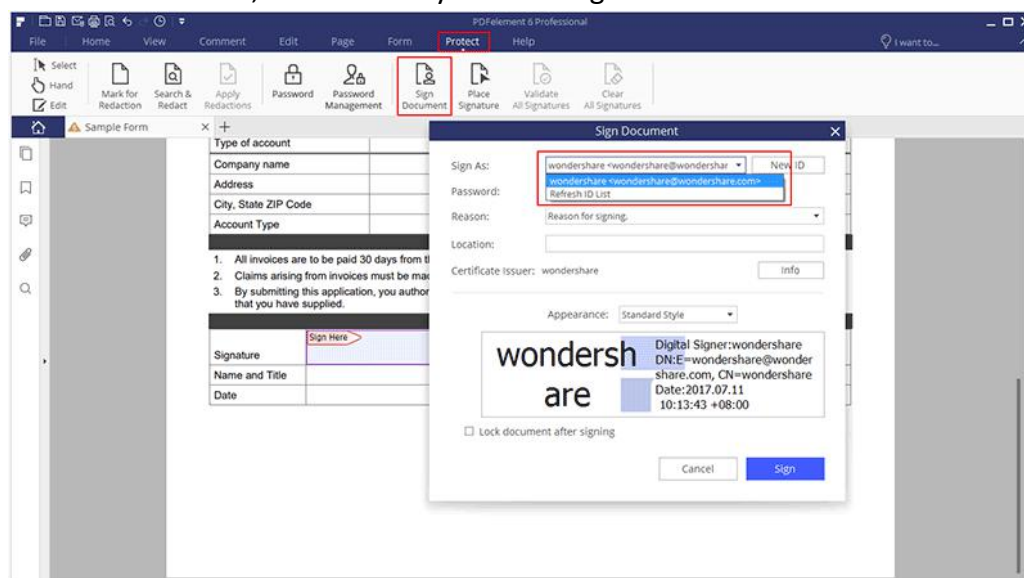 PDFelement 6 Professional
File Home View Comment Edit Page Form Protect Help I want to...
Select
Hand
Edit
Mark for Redaction
Search & Redact
Apply Redactions
Password
Password Management
Sign Document
Place Signature
Validate All Signatures
Clear All Signatures
Sample Form
Type of account
Company name
Address
City, State ZIP Code
Account Type
1. All invoices are to be paid 30 days from
2. Claims arising from invoices must be
3. By submitting this application, you
that you have supplied.
Sign Here
Signature
Name and Title
Date
Sign Document
Sign As: wondershare <wondershare@wondershar New ID
wondershare <wondershare@wondershare.com>
Refresh ID List
Password:
Reason: Reason for signing.
Location:
Certificate Issuer: wondershare Info
Appearance: Standard Style
wondersh
are
Digital Signer:wondershare
DN:E=wondershare@wonder
share.com, CN=wondershare
Date:2017.07.11
10:13:43 +08:00
Lock document after signing
Cancel Sign